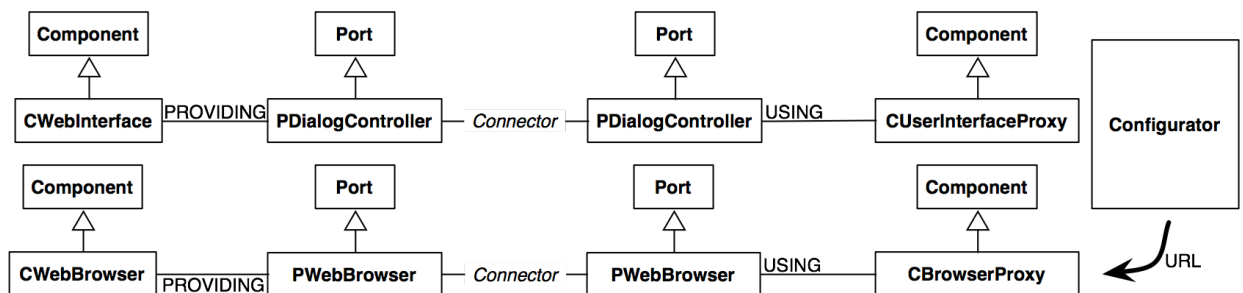 Component
Port
Port
Component
CWebInterface
PROVIDING
PDialogController
Connector
PDialogController
USING
CUserInterfaceProxy
Configurator
Component
Port
Port
Component
CWebBrowser
PROVIDING
PWebBrowser
Connector
PWebBrowser
USING
CBrowserProxy
URL